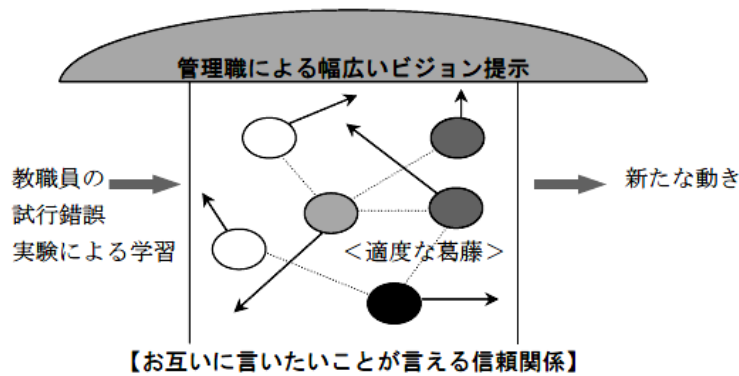 管理職による幅広いビジョン提示
教職員の
試行錯誤
実験による学習
新たな動き
＜適度な葛藤＞
【お互いに言いたいことが言える信頼関係】